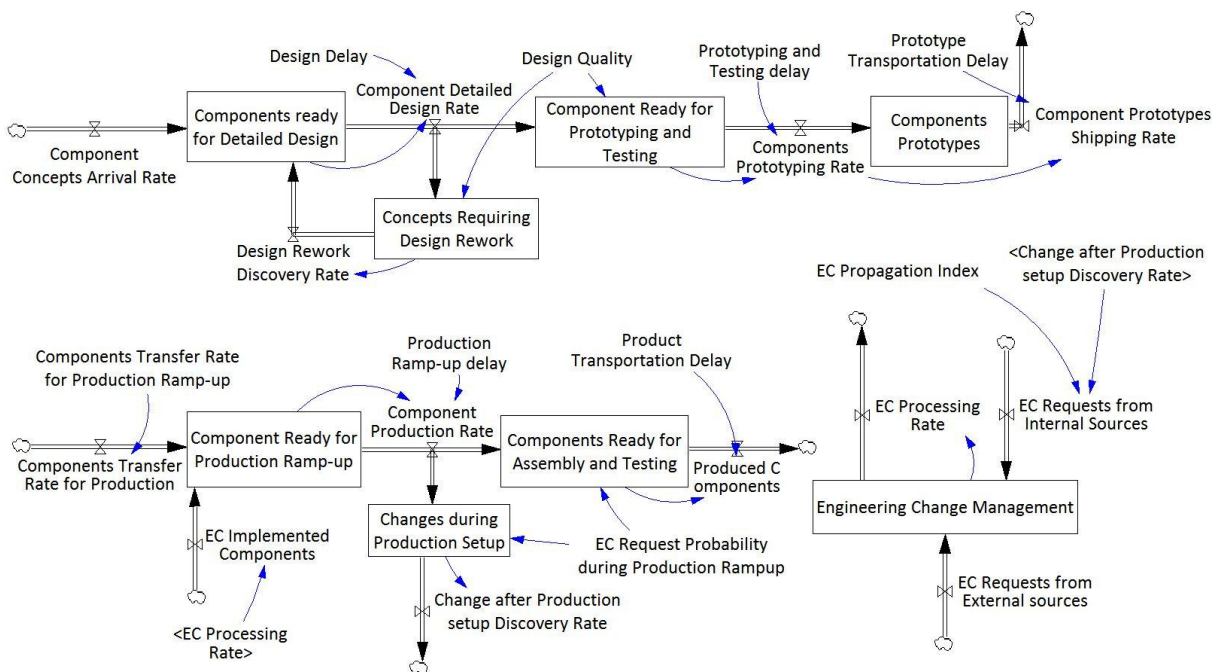 Design Delay
Design Quality
Prototyping and
Testing delay
Prototype
Transportation Delay
Components ready
for Detailed Design
Component Detailed
Design Rate
Component Ready for
Prototyping and
Testing
Components
Prototypes
Component
Concepts Arrival Rate
Components
Prototyping Rate
Component Prototypes
Shipping Rate
Concepts Requiring
Design Rework
Design Rework
Discovery Rate
EC Propagation Index
<Change after Production
setup Discovery Rate>
Components Transfer Rate
for Production Ramp-up
Production
Ramp-up delay
Product
Transportation Delay
Component Ready for
Production Ramp-up
Component
Production Rate
Components Ready for
Assembly and Testing
Components Transfer
Rate for Production
Produced C
omponents
EC Processing
Rate
EC Requests from
Internal Sources
Engineering Change Management
EC Implemented
Components
Changes during
Production Setup
EC Request Probability
during Production Rampup
<EC Processing
Rate>
Change after Production
setup Discovery Rate
EC Requests from
External sources